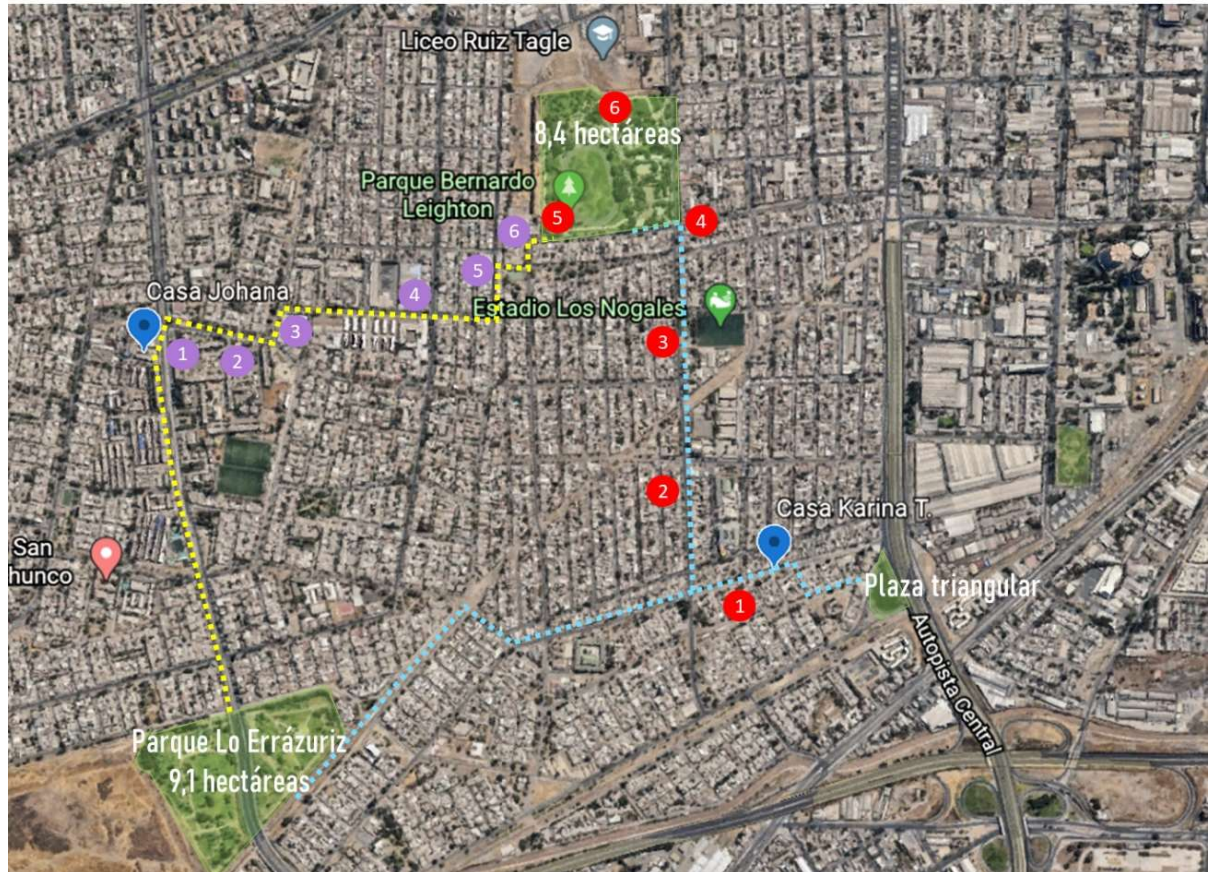 Liceo Ruiz Tagle
6
8,4 hectáreas
Parque Bernardo
Leighton
5
4
6
5
Casa Johana
4
Estadio Los Nogales
3
3
1
2
2
Casa Karina T.
San
hunco
Plaza triangular
1
Autopista Central
Parque Lo Errázuriz
9,1 hectáreas